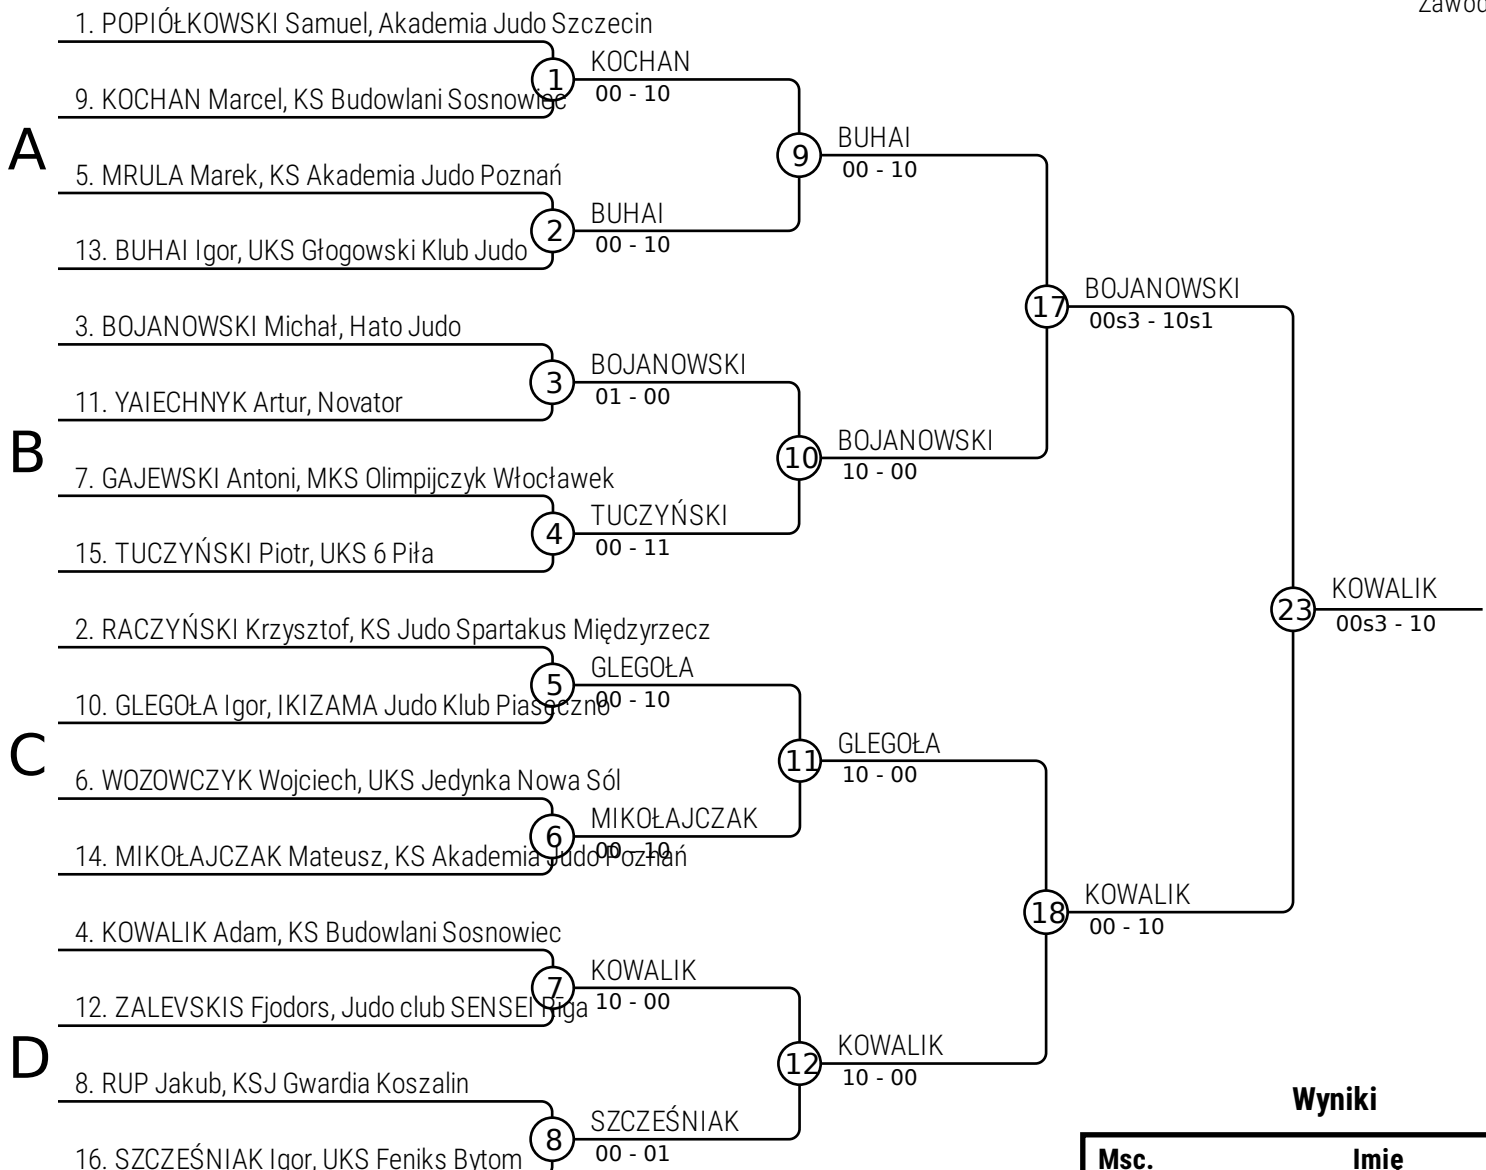 Zawod
1. POPIÓŁKOWSKI Samuel, Akademia Judo Szczecin
1
KOCHAN
00 - 10
9. KOCHAN Marcel, KS Budowlani Sosnowiec
A
9
BUHAI
00 - 10
5. MRULA Marek, KS Akademia Judo Poznań
2
BUHAI
00 - 10
13. BUHAI Igor, UKS Głogowski Klub Judo
17
BOJANOWSKI
00s3 - 10s1
3. BOJANOWSKI Michał, Hato Judo
3
BOJANOWSKI
01 - 00
11. YAIECHNYK Artur, Novator
B
10
BOJANOWSKI
10 - 00
7. GAJEWSKI Antoni, MKS Olimpijczyk Włocławek
4
TUCZYŃSKI
00 - 11
15. TUCZYŃSKI Piotr, UKS 6 Piła
23
KOWALIK
00s3 - 10
2. RACZYŃSKI Krzysztof, KS Judo Spartakus Międzyrzecz
5
GLEGOŁA
00 - 10
10. GLEGOŁA Igor, IKIZAMA Judo Klub Piaseczno
C
11
GLEGOŁA
10 - 00
6. WOZOWCZYK Wojciech, UKS Jedynka Nowa Sól
6
MIKOŁAJCZAK
00 - 10
14. MIKOŁAJCZAK Mateusz, KS Akademia Judo Poznań
18
KOWALIK
00 - 10
4. KOWALIK Adam, KS Budowlani Sosnowiec
7
KOWALIK
10 - 00
12. ZALEVSKIS Fjodors, Judo club SENSEI Rīga
D
12
KOWALIK
10 - 00
8. RUP Jakub, KSJ Gwardia Koszalin
8
SZCZEŚNIAK
00 - 01
16. SZCZEŚNIAK Igor, UKS Feniks Bytom
Wyniki
Msc. Imię